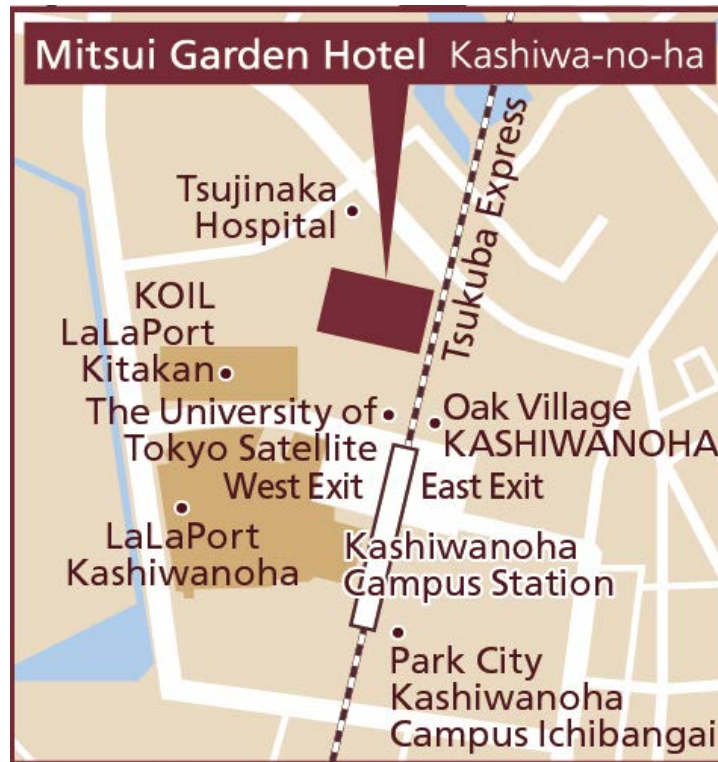 Mitsui Garden Hotel Kashiwa-no-ha
Tsukuba Express
Tsujinaka
Hospital
KOIL
LaLaPort
Kitakan
The University of
Tokyo Satellite
Oak Village
KASHIWANOHA
West Exit
East Exit
LaLaPort
Kashiwanoha
Kashiwanoha
Campus Station
Park City
Kashiwanoha
Campus Ichibangai